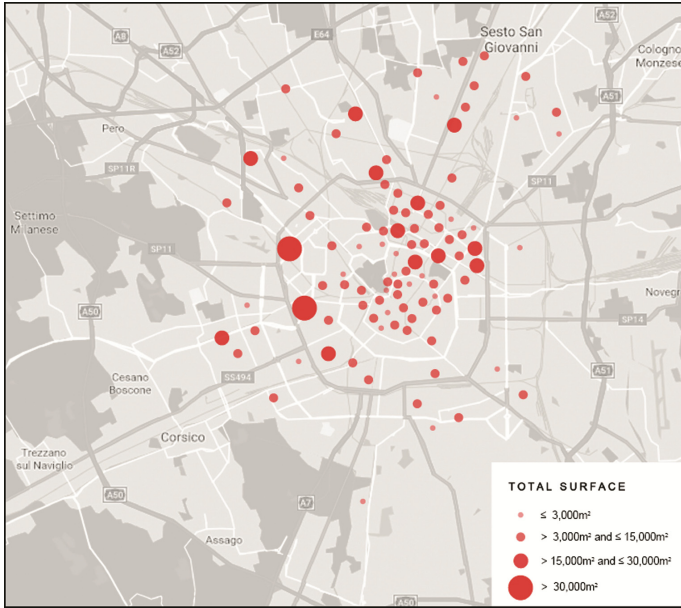 A52
A8
E64
A52
Sesto San
Giovanni
Cologno
Monzese
A51
Pero
SP11R
SP11
Settimo
Milanese
SP11
A50
Novegr
SP14
A51
Cesano
Boscone
SS494
Corsico
Trezzano
sul Naviglio
A50
A7
Assago
A50
TOTAL SURFACE
≤ 3,000m²
> 3,000m² and ≤ 15,000m²
> 15,000m² and ≤ 30,000m²
> 30,000m²